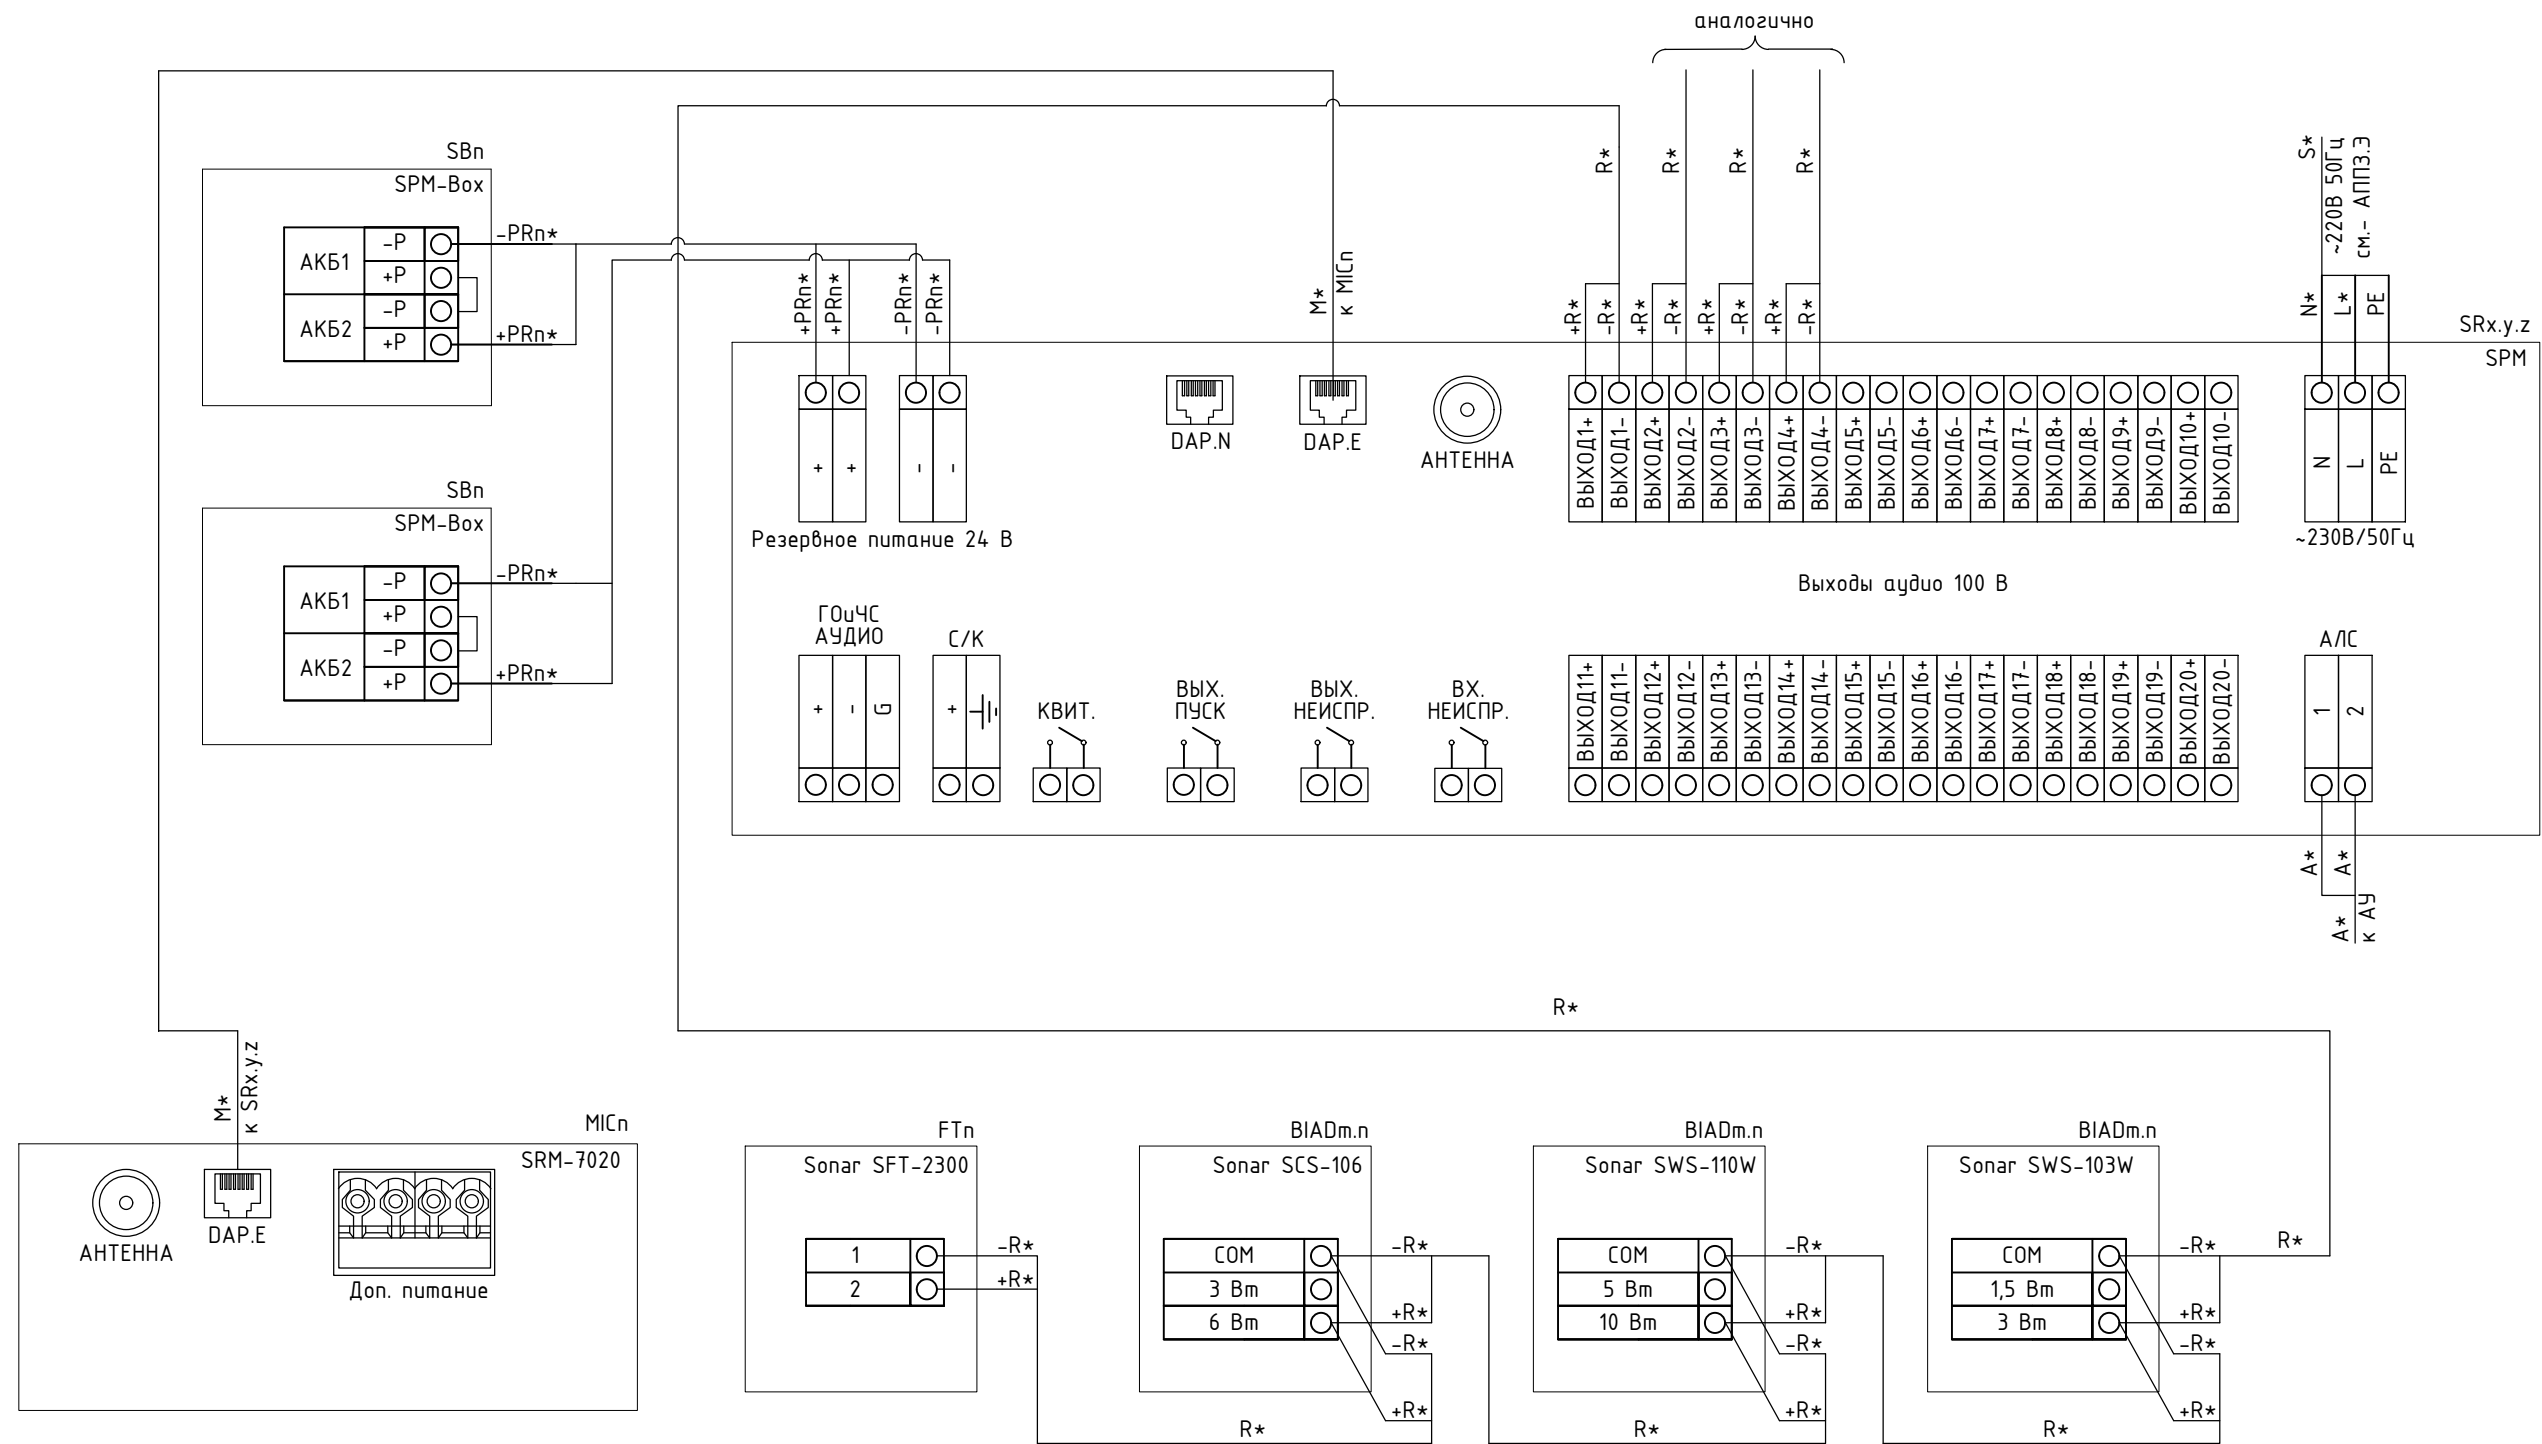 аналогично
SBn
SPM-Box
АКБ1
-P
+P
АКБ2
-P
+P
-PRn*
+PRn*
SBn
SPM-Box
АКБ1
-P
+P
АКБ2
-P
+P
-PRn*
+PRn*
+PRn*
+PRn*
-PRn*
-PRn*
M*
к MICn
R*
R*
R*
R*
+R*
-R*
+R*
-R*
+R*
-R*
+R*
-R*
S*
~220В 50Гц
см.- АППЗ.Э
N*
L*
PE
SRx.y.z
SPM
+
+
-
-
Резервное питание 24 В
DAP.N
DAP.E
АНТЕННА
ВЫХОД1+
ВЫХОД1-
ВЫХОД2+
ВЫХОД2-
ВЫХОД3+
ВЫХОД3-
ВЫХОД4+
ВЫХОД4-
ВЫХОД5+
ВЫХОД5-
ВЫХОД6+
ВЫХОД6-
ВЫХОД7+
ВЫХОД7-
ВЫХОД8+
ВЫХОД8-
ВЫХОД9+
ВЫХОД9-
ВЫХОД10+
ВЫХОД10-
N
L
PE
~230В/50Гц
Выходы аудио 100 В
ГОиЧС
АУДИО
+
-
G
С/К
+
КВИТ.
ВЫХ.
ПУСК
ВЫХ.
НЕИСПР.
ВХ.
НЕИСПР.
ВЫХОД11+
ВЫХОД11-
ВЫХОД12+
ВЫХОД12-
ВЫХОД13+
ВЫХОД13-
ВЫХОД14+
ВЫХОД14-
ВЫХОД15+
ВЫХОД15-
ВЫХОД16+
ВЫХОД16-
ВЫХОД17+
ВЫХОД17-
ВЫХОД18+
ВЫХОД18-
ВЫХОД19+
ВЫХОД19-
ВЫХОД20+
ВЫХОД20-
АЛС
1
2
A*
A*
A*
к АУ
R*
M*
к SRx.y.z
MICn
SRM-7020
АНТЕННА
DAP.E
Доп. питание
FTn
Sonar SFT-2300
1
2
-R*
+R*
BIADm.n
Sonar SCS-106
COM
3 Вт
6 Вт
-R*
+R*
-R*
+R*
R*
BIADm.n
Sonar SWS-110W
COM
5 Вт
10 Вт
-R*
+R*
-R*
+R*
R*
BIADm.n
Sonar SWS-103W
COM
1,5 Вт
3 Вт
-R*
+R*
-R*
+R*
R*
R*